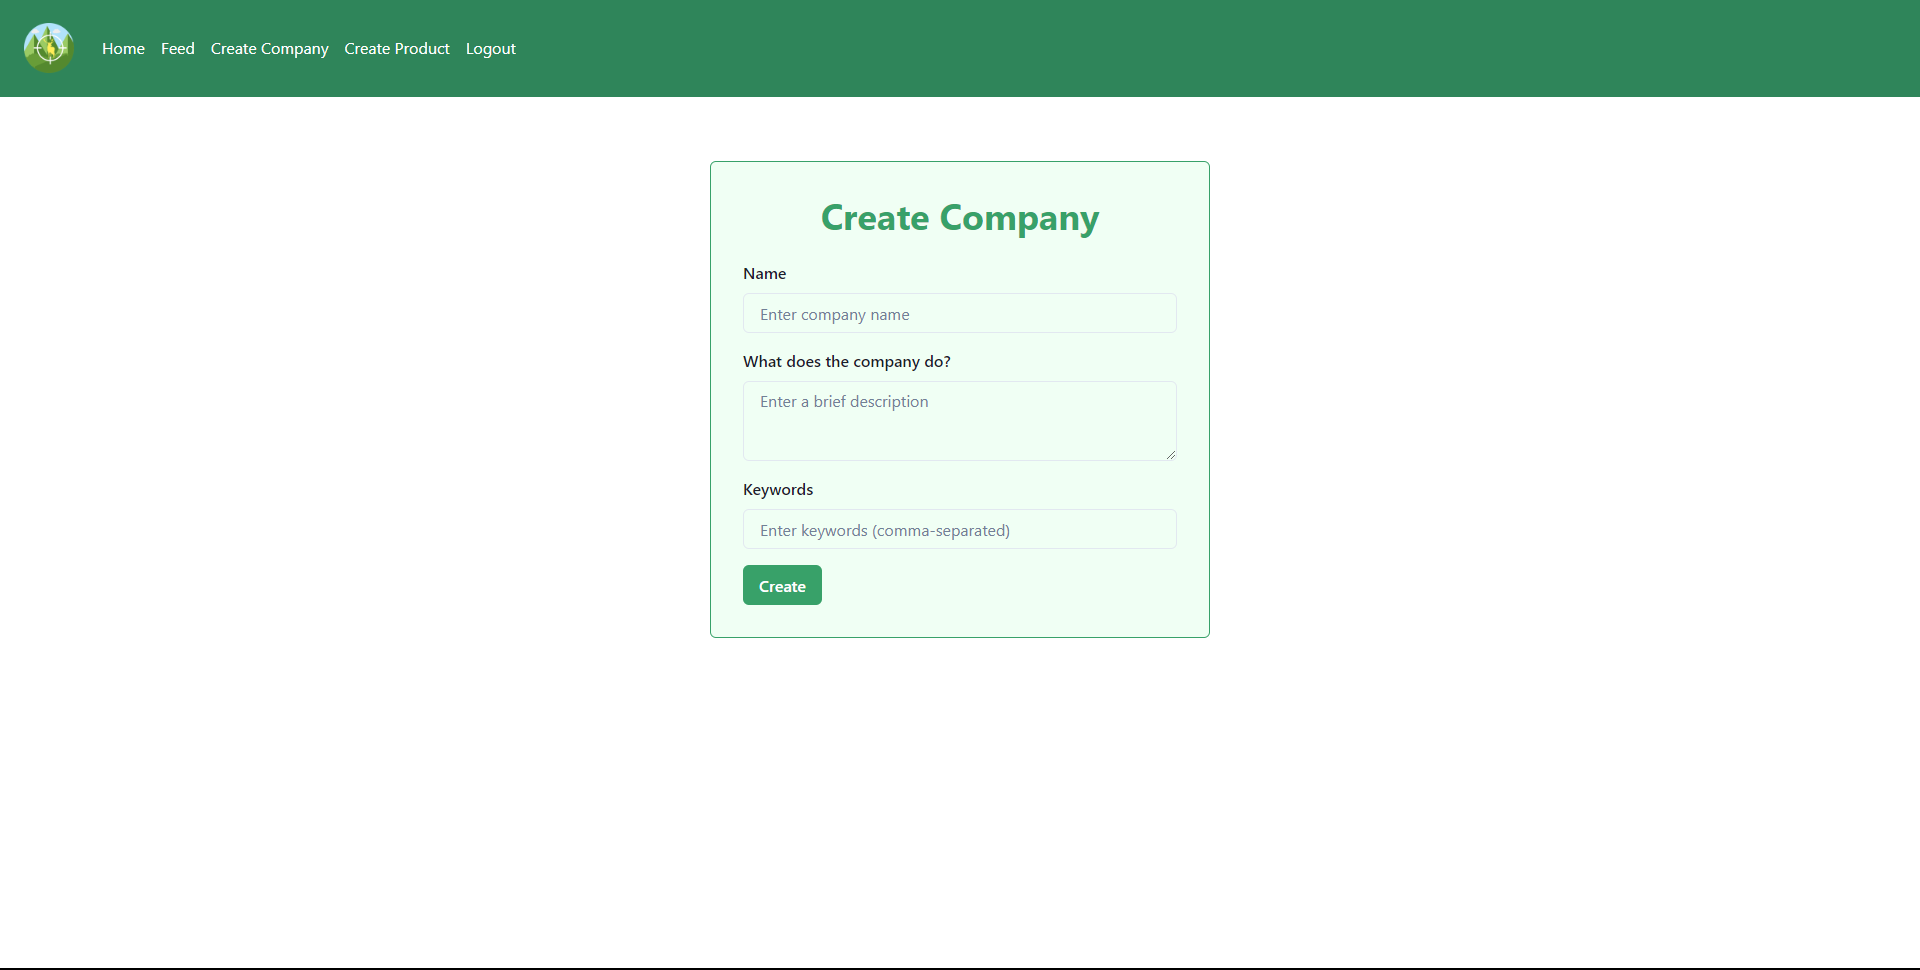 Home Feed Create Company Create Product Logout
Create Company
Name
Enter company name
What does the company do?
Enter a brief description
Keywords
Enter keywords (comma-separated)
Create